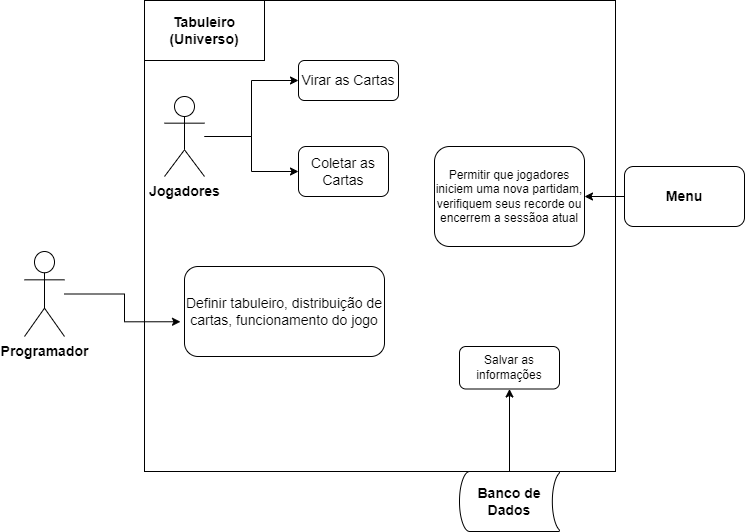 Tabuleiro
(Universo)
Virar as Cartas
Coletar as
Cartas
Jogadores
Permitir que jogadores
iniciem uma nova partidam,
verifiquem seus recorde ou
encerrem a sessãoa atual
Menu
Definir tabuleiro, distribuição de
cartas, funcionamento do jogo
Programador
Salvar as
informações
Banco de
Dados